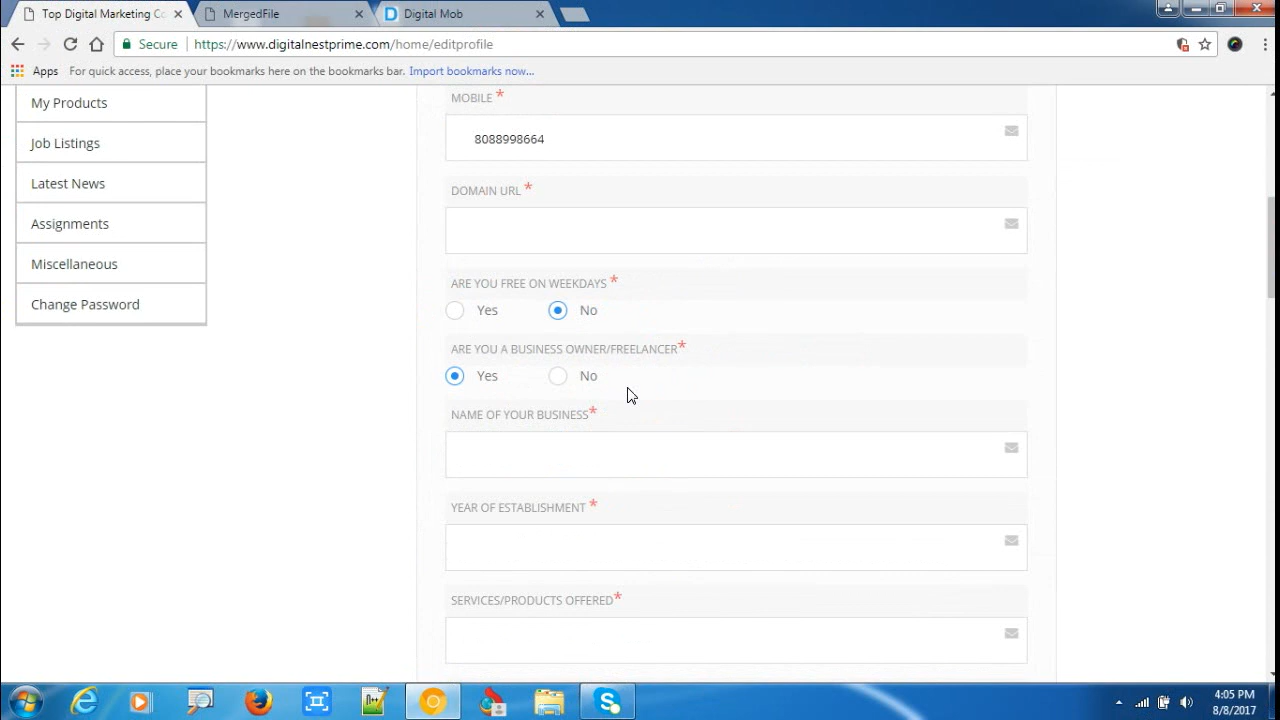 Top Digital Marketing Co
MergedFile
Digital Mob
Secure
https://www.digitalnestprime.com/home/editprofile
Apps
For quick access, place your bookmarks here on the bookmarks bar. Import bookmarks now...
My Products
Job Listings
Latest News
Assignments
Miscellaneous
Change Password
MOBILE *
8088998664
DOMAIN URL *
ARE YOU FREE ON WEEKDAYS *
Yes
No
ARE YOU A BUSINESS OWNER/FREELANCER*
Yes
No
NAME OF YOUR BUSINESS*
YEAR OF ESTABLISHMENT *
SERVICES/PRODUCTS OFFERED*
4:05 PM
8/8/2017